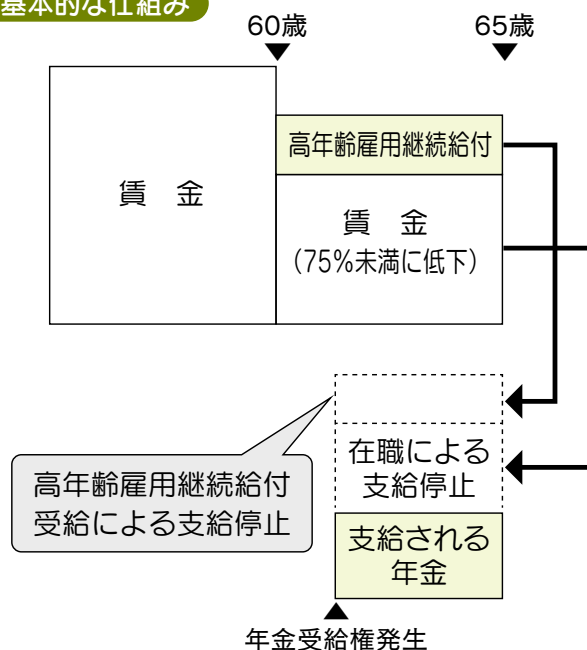 基本的な仕組み
60歳
65歳
高年齢雇用継続給付
賃 金
賃 金
（75％未満に低下）
在職による
支給停止
高年齢雇用継続給付
受給による支給停止
支給される
年金
年金受給権発生